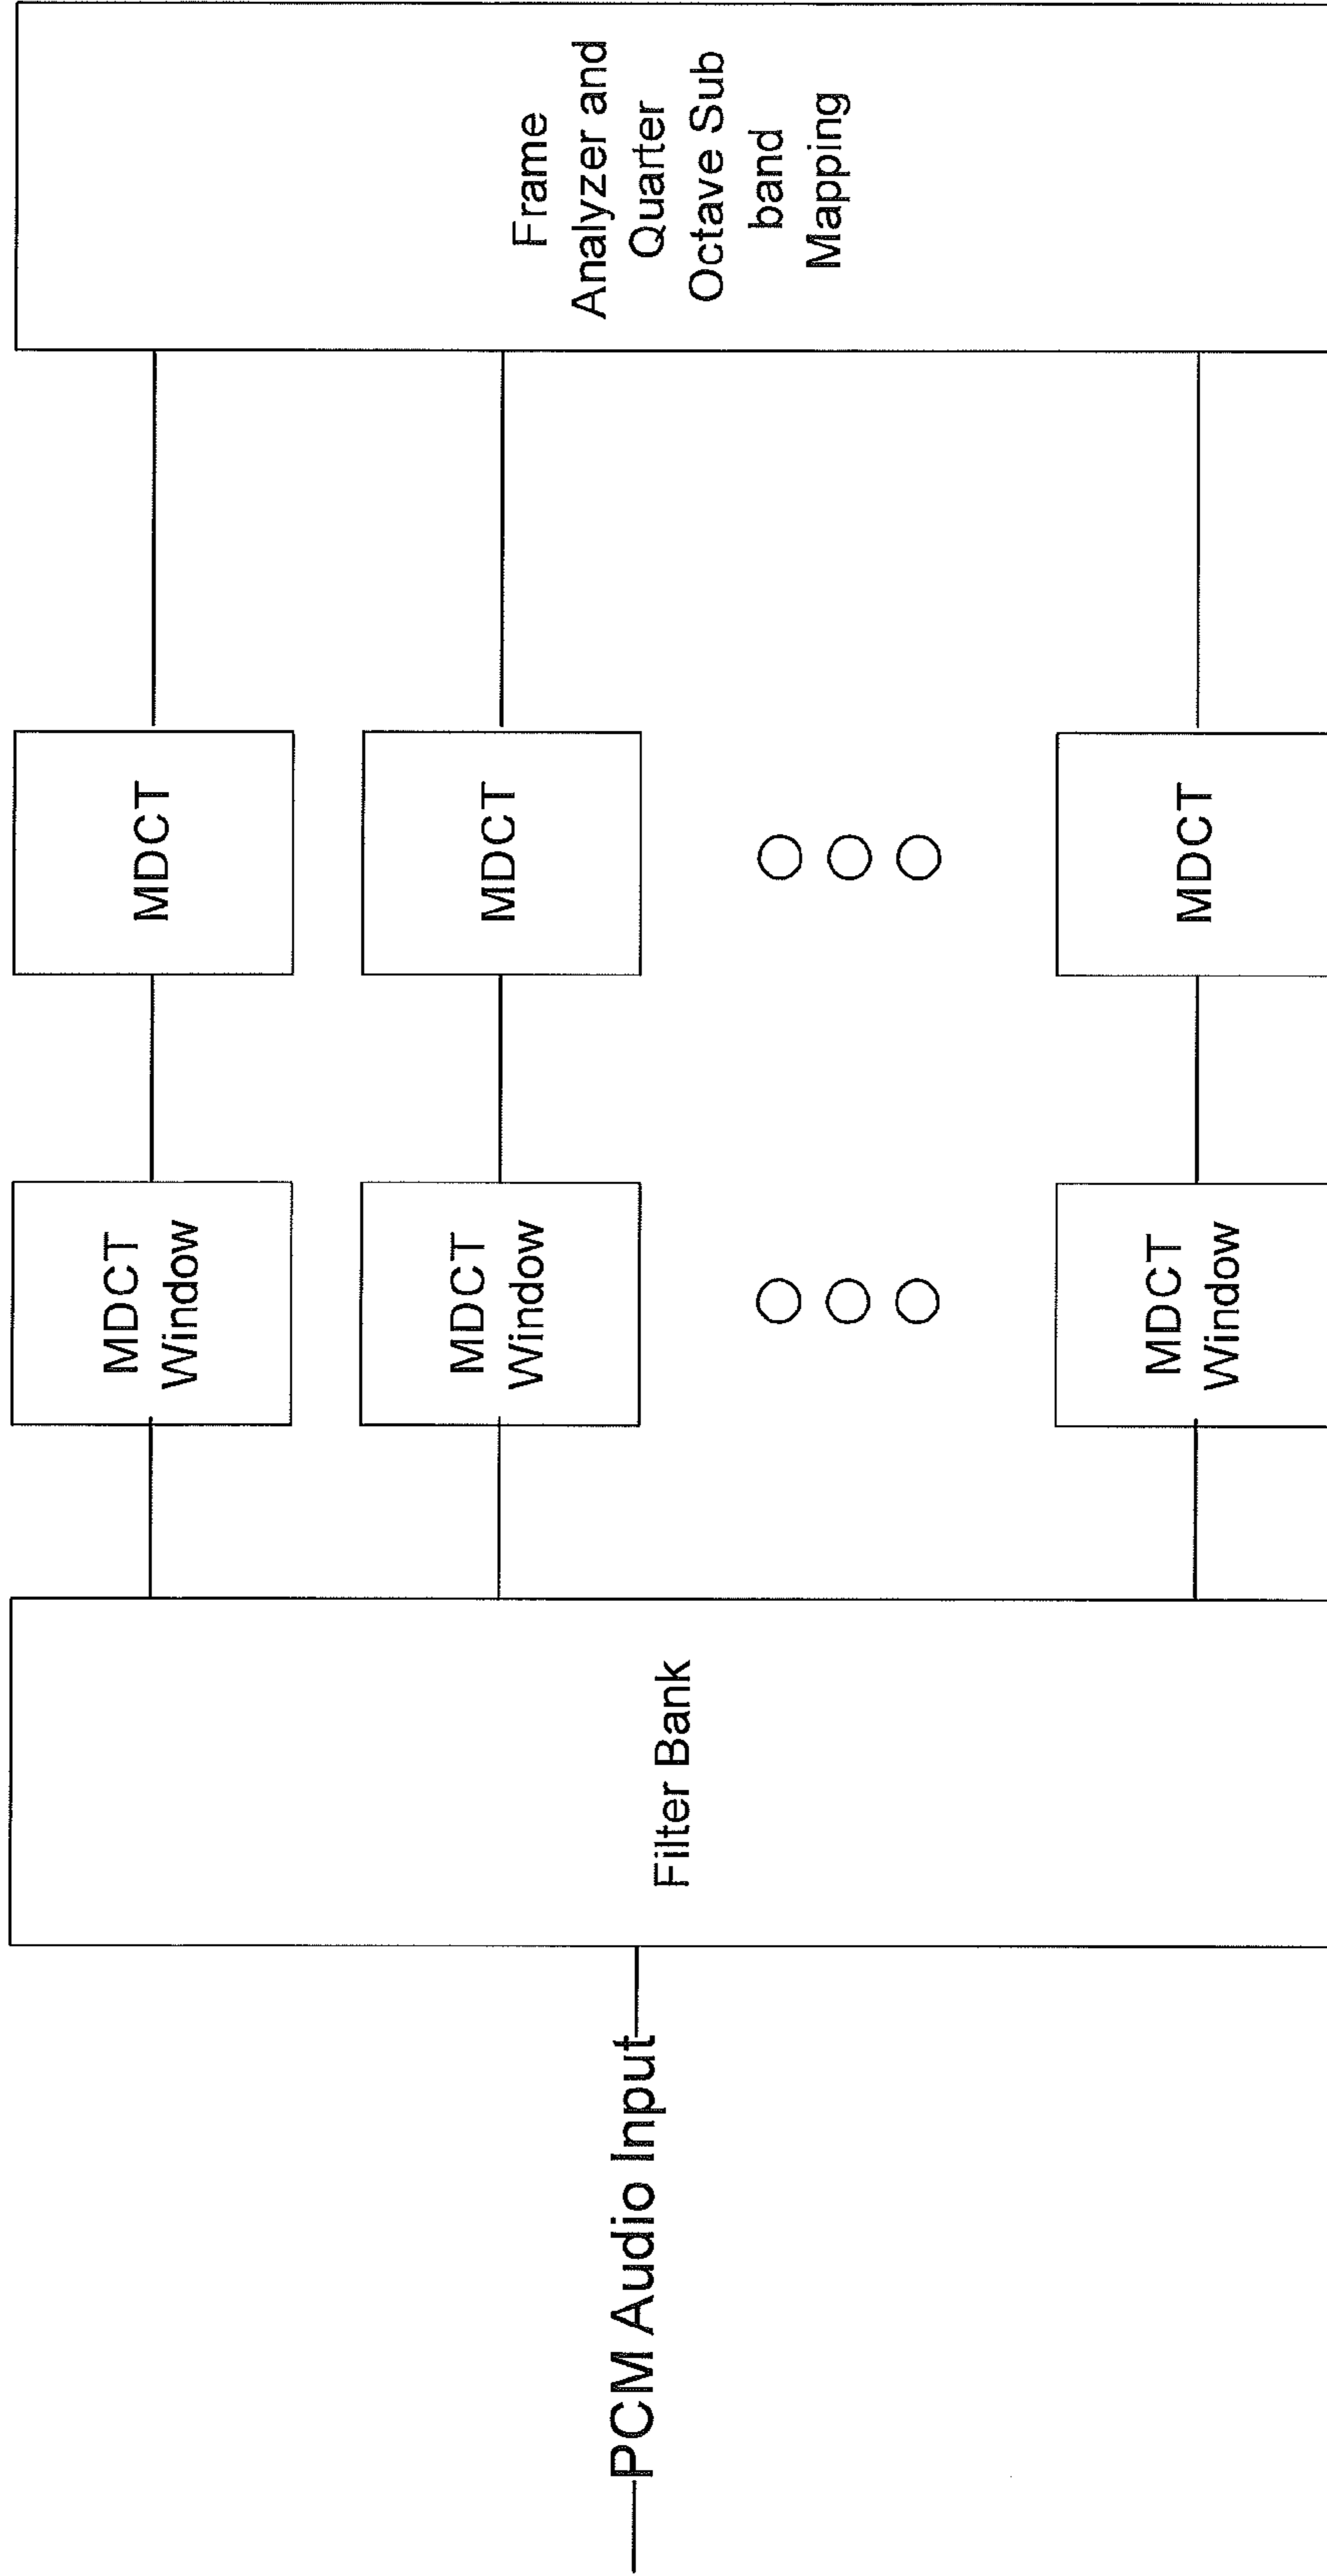 PCM Audio Input
Filter Bank
MDCT
Window
MDCT
Window
MDCT
Window
MDCT
MDCT
MDCT
Frame
Analyzer and
Quarter
Octave Sub
band
Mapping